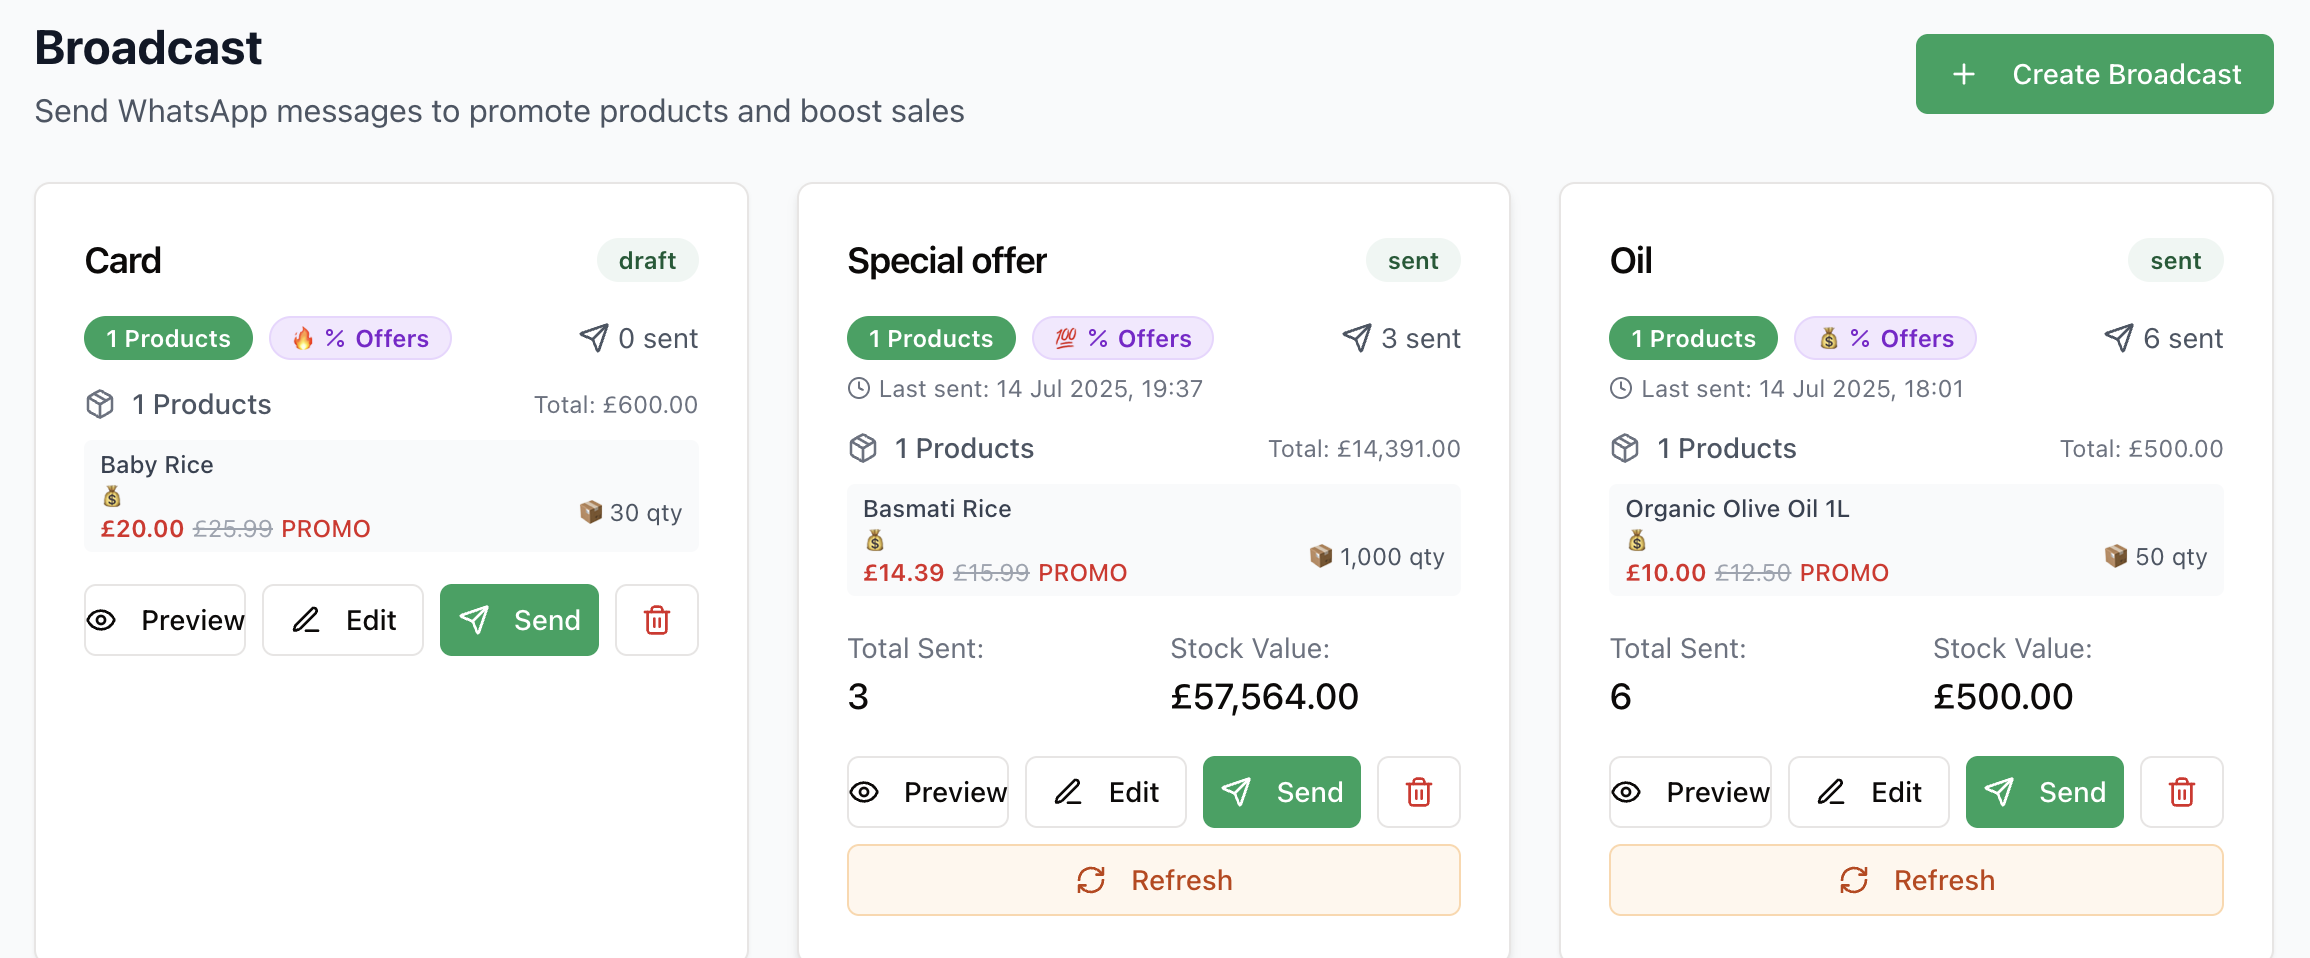 Broadcast
Send WhatsApp messages to promote products and boost sales
+ Create Broadcast
Card
draft
1 Products
🔥 % Offers
0 sent
1 Products
Total: £600.00
Baby Rice
💰
£20.00 £25.99 PROMO
📦 30 qty
Preview
Edit
Send
Special offer
sent
1 Products
💯 % Offers
3 sent
Last sent: 14 Jul 2025, 19:37
1 Products
Total: £14,391.00
Basmati Rice
💰
£14.39 £15.99 PROMO
📦 1,000 qty
Total Sent:
3
Stock Value:
£57,564.00
Preview
Edit
Send
Refresh
Oil
sent
1 Products
💰 % Offers
6 sent
Last sent: 14 Jul 2025, 18:01
1 Products
Total: £500.00
Organic Olive Oil 1L
💰
£10.00 £12.50 PROMO
📦 50 qty
Total Sent:
6
Stock Value:
£500.00
Preview
Edit
Send
Refresh